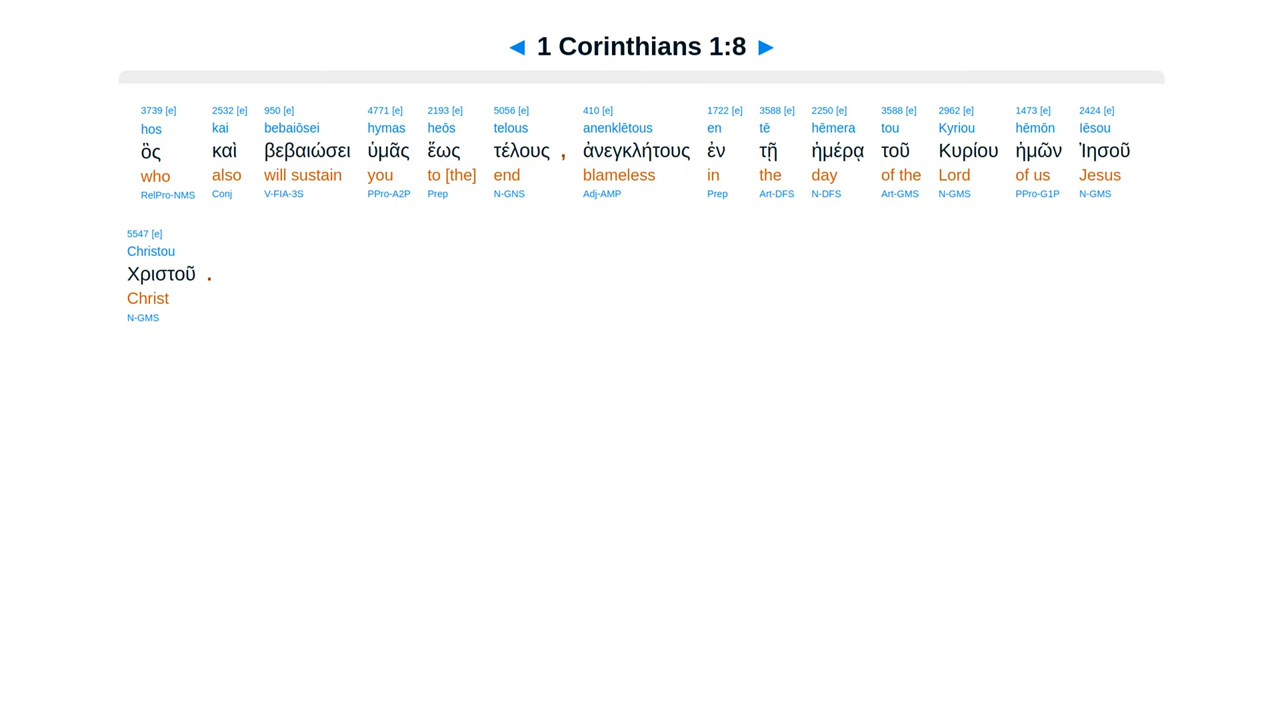 ◄ 1 Corinthians 1:8 ►
3739 [e] 2532 [e] 950 [e] 4771 [e] 2193 [e] 5056 [e] 410 [e] 1722 [e] 3588 [e] 2250 [e] 3588 [e] 2962 [e] 1473 [e] 2424 [e]
hos kai bebaiōsei hymas heōs telous anenklētous en tē hēmera tou Kyriou hēmōn Iēsou
ὃς καὶ βεβαιώσει ὑμᾶς ἕως τέλους , ἀνεγκλήτους ἐν τῇ ἡμέρᾳ τοῦ Κυρίου ἡμῶν Ἰησοῦ
who also will sustain you to [the] end blameless in the day of the Lord of us Jesus
RelPro-NMS Conj V-FIA-3S PPro-A2P Prep N-GNS Adj-AMP Prep Art-DFS N-DFS Art-GMS N-GMS PPro-G1P N-GMS
5547 [e]
Christou
Χριστοῦ .
Christ
N-GMS